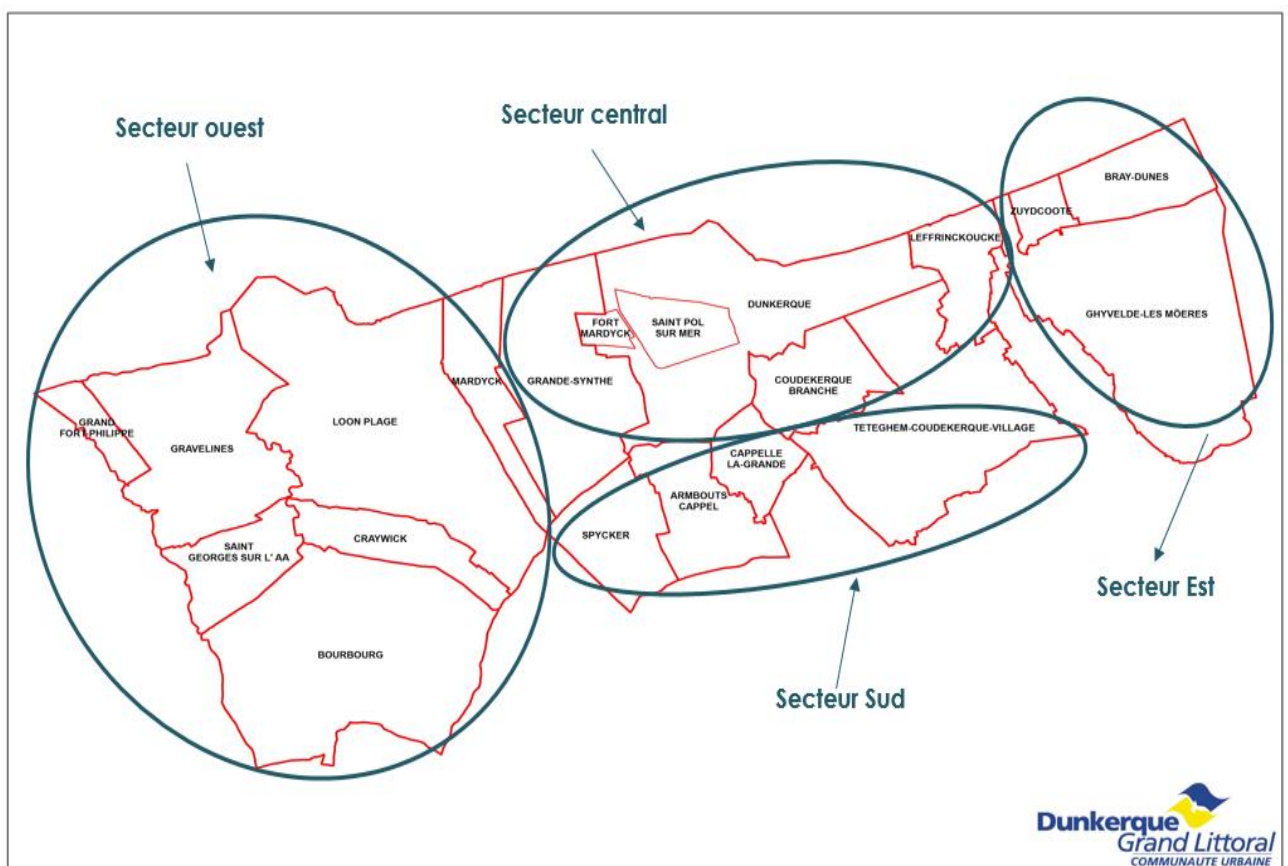 Secteur ouest
Secteur central
BRAY-DUNES
ZUYDCOOTE
LEFFRINCKOUCKE
DUNKERQUE
GHYVELDE-LES MÖERES
FORT
MARDYCK
SAINT POL
SUR MER
MARDYCK
GRANDE-SYNTHE
COUDEKERQUE
BRANCHE
GRAND
FORT-PHILIPPE
LOON PLAGE
TETEGHEM-COUDEKERQUE-VILLAGE
GRAVELINES
CAPPELLE
LA-GRANDE
ARMBOUTS
CAPPEL
SPYCKER
CRAYWICK
SAINT
GEORGES SUR L' AA
Secteur Est
BOURBOURG
Secteur Sud
Dunkerque
Grand Littoral
COMMUNAUTE URBAINE